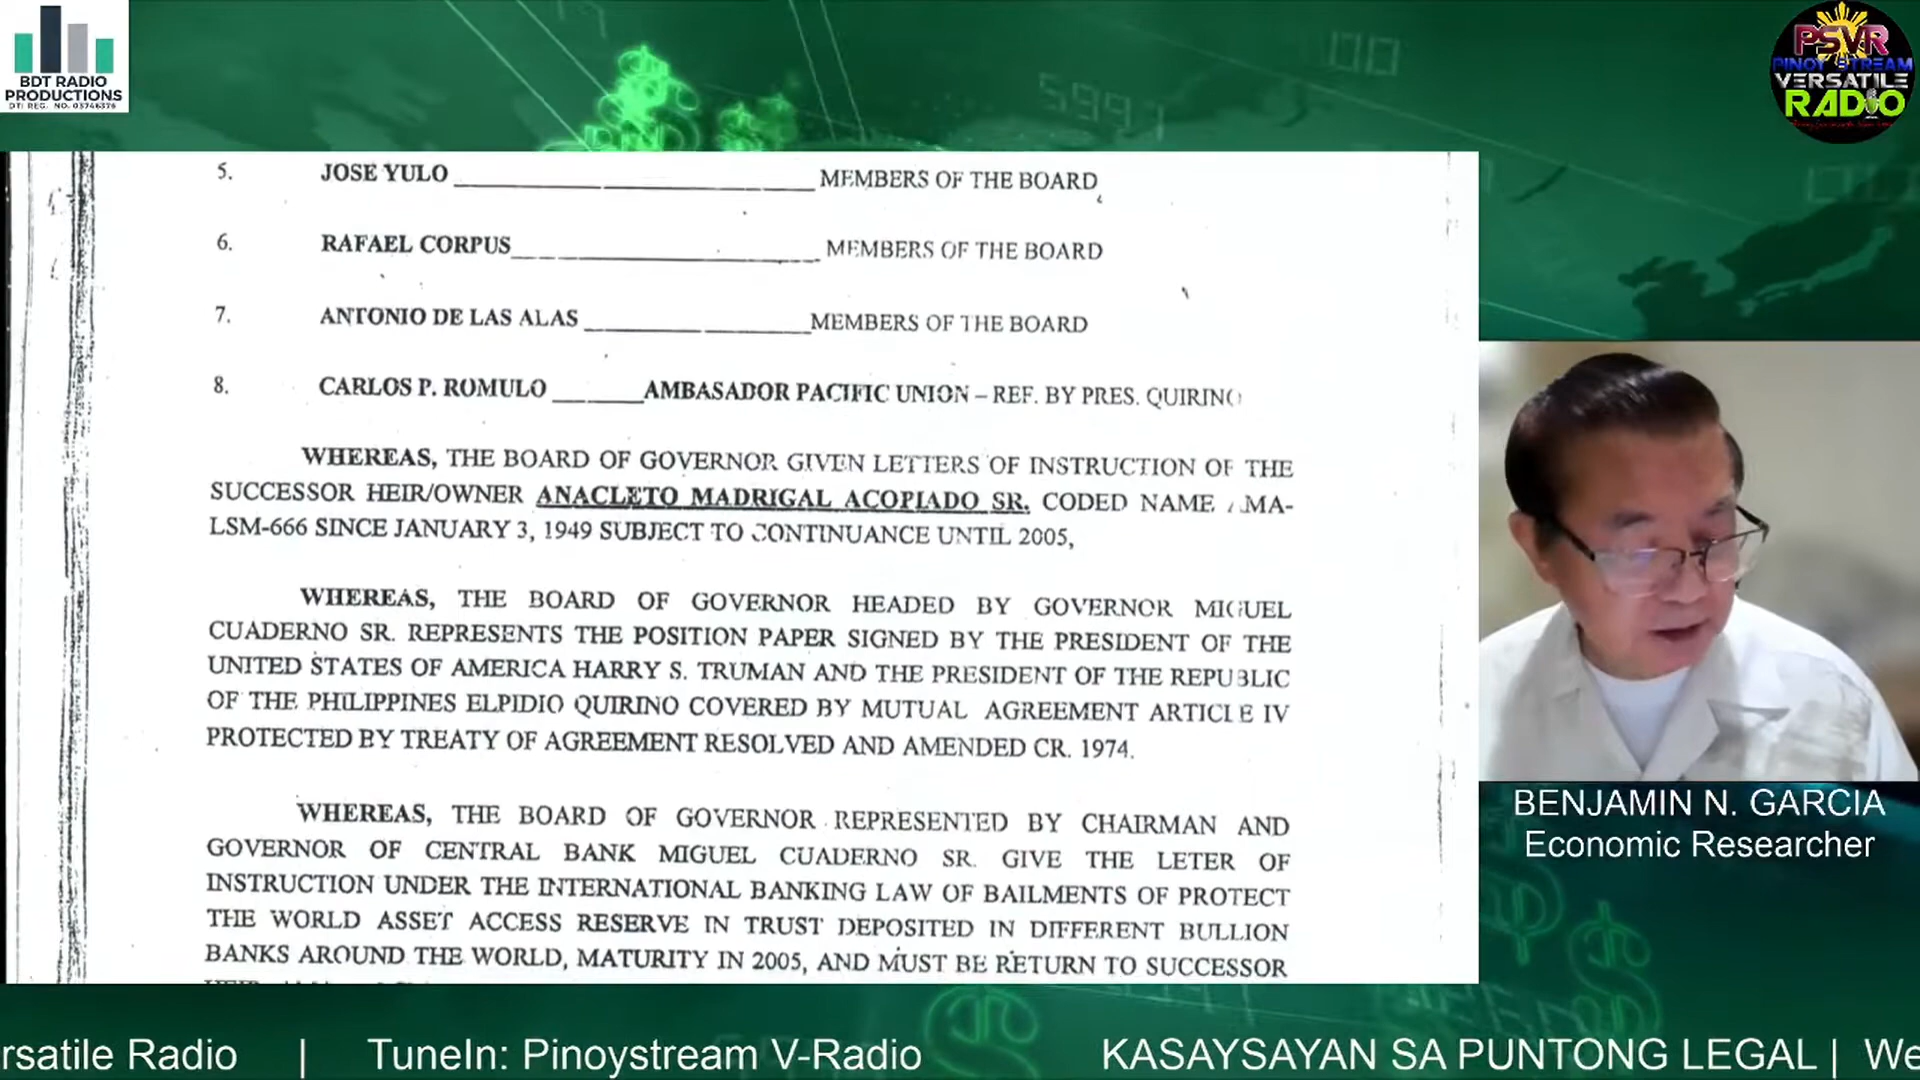 BDT RADIO
PRODUCTIONS
DTI REG. NO. 03746376
PSVR
PINOY STREAM
VERSATILE
RADIO
5. JOSE YULO ____________________ MEMBERS OF THE BOARD
6. RAFAEL CORPUS____________________ MEMBERS OF THE BOARD
7. ANTONIO DE LAS ALAS ____________________MEMBERS OF THE BOARD
8. CARLOS P. ROMULO ______AMBASADOR PACIFIC UNION – REF. BY PRES. QUIRINO
WHEREAS, THE BOARD OF GOVERNOR GIVEN LETTERS OF INSTRUCTION OF THE
SUCCESSOR HEIR/OWNER ANACLETO MADRIGAL ACOPIADO SR. CODED NAME AMA-
LSM-666 SINCE JANUARY 3, 1949 SUBJECT TO CONTINUANCE UNTIL 2005,
WHEREAS, THE BOARD OF GOVERNOR HEADED BY GOVERNOR MIGUEL
CUADERNO SR. REPRESENTS THE POSITION PAPER SIGNED BY THE PRESIDENT OF THE
UNITED STATES OF AMERICA HARRY S. TRUMAN AND THE PRESIDENT OF THE REPUBLIC
OF THE PHILIPPINES ELPIDIO QUIRINO COVERED BY MUTUAL AGREEMENT ARTICLE IV
PROTECTED BY TREATY OF AGREEMENT RESOLVED AND AMENDED CR. 1974.
WHEREAS, THE BOARD OF GOVERNOR REPRESENTED BY CHAIRMAN AND
GOVERNOR OF CENTRAL BANK MIGUEL CUADERNO SR. GIVE THE LETER OF
INSTRUCTION UNDER THE INTERNATIONAL BANKING LAW OF BAILMENTS OF PROTECT
THE WORLD ASSET ACCESS RESERVE IN TRUST DEPOSITED IN DIFFERENT BULLION
BANKS AROUND THE WORLD, MATURITY IN 2005, AND MUST BE RETURN TO SUCCESSOR
BENJAMIN N. GARCIA
Economic Researcher
rsatile Radio | TuneIn: Pinoystream V-Radio KASAYSAYAN SA PUNTONG LEGAL | We